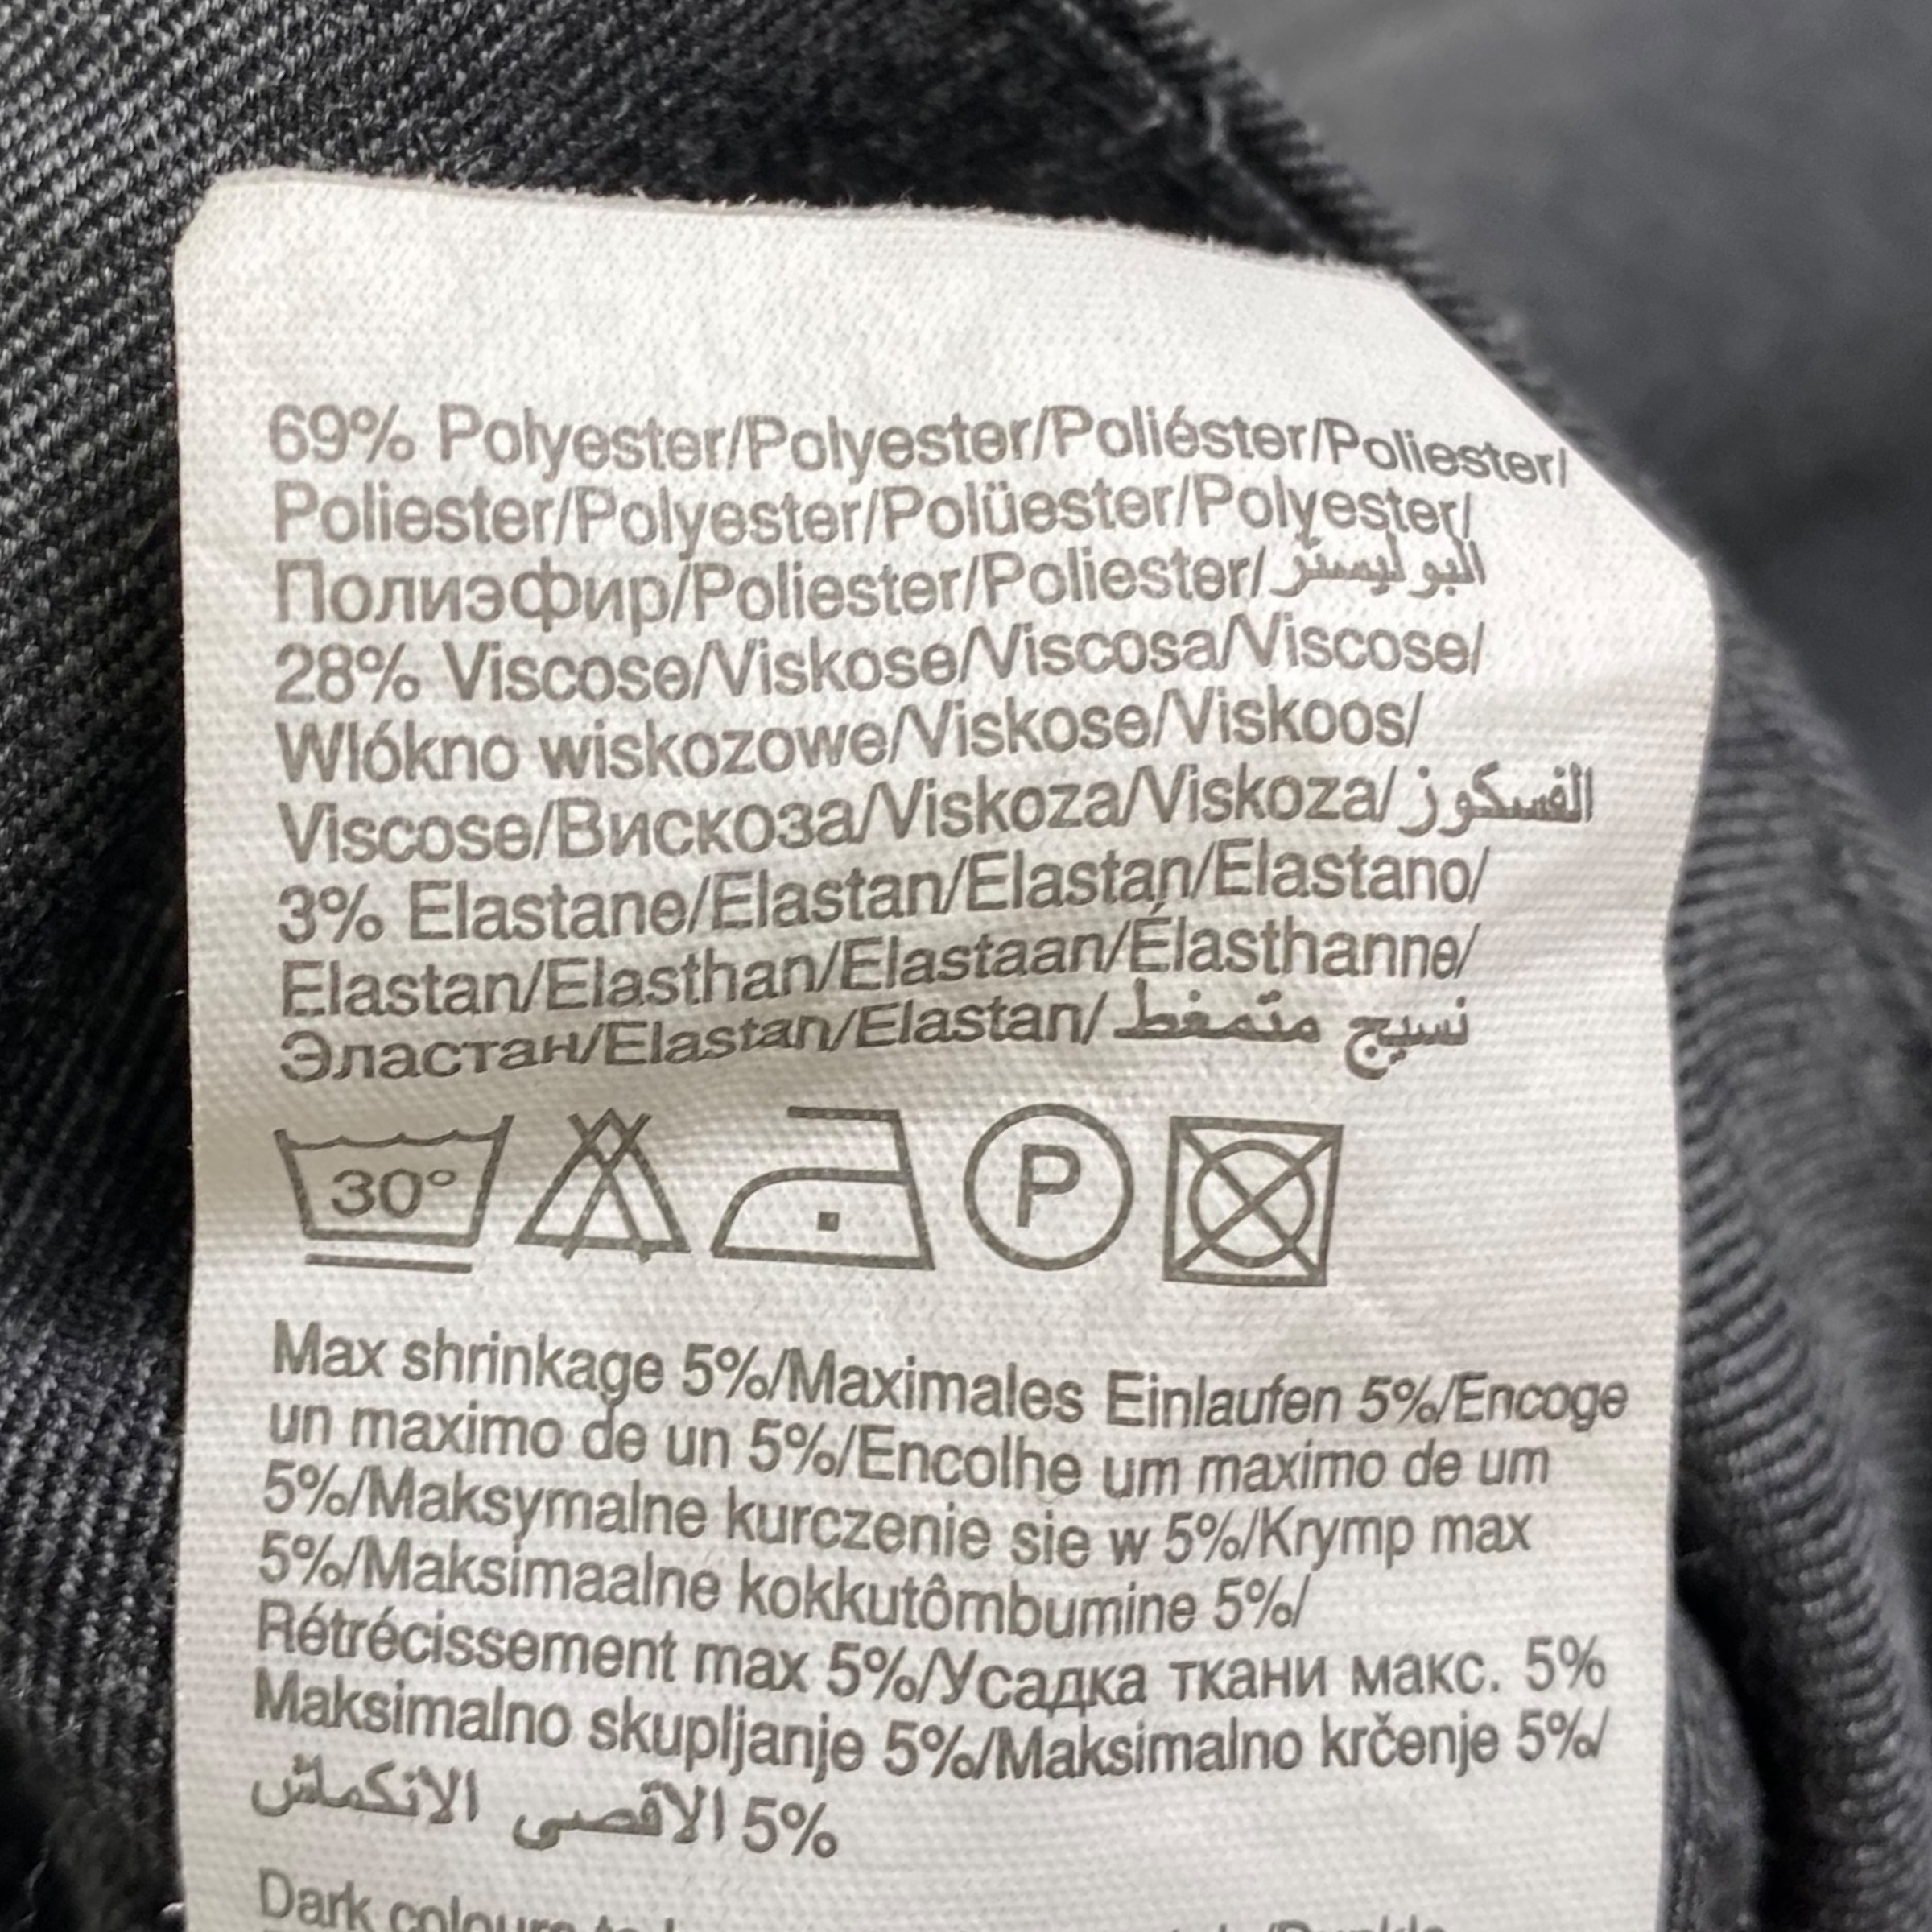 69% Polyester/Polyester/Poliéster/Poliester/
Poliester/Polyester/Polüester/Polyester/
Полиэфир/Poliester/Poliester/البوليستر
28% Viscose/Viskose/Viscosa/Viscose/
Wlókno wiskozowe/Viskose/Viskoos/
Viscose/Вискоза/Viskoza/Viskoza/الفسكوز
3% Elastane/Elastan/Elastan/Elastano/
Elastan/Elasthan/Elastaan/Élasthanne/
Эластан/Elastan/Elastan/نسيج متمغط
30°
P
Max shrinkage 5%/Maximales Einlaufen 5%/Encoge
un maximo de un 5%/Encolhe um maximo de um
5%/Maksymalne kurczenie sie w 5%/Krymp max
5%/Maksimaalne kokkutômbumine 5%/
Rétrécissement max 5%/Усадка ткани макс. 5%
Maksimalno skupljanje 5%/Maksimalno krčenje 5%/
5% الأقصى الانكماش
Dark colours